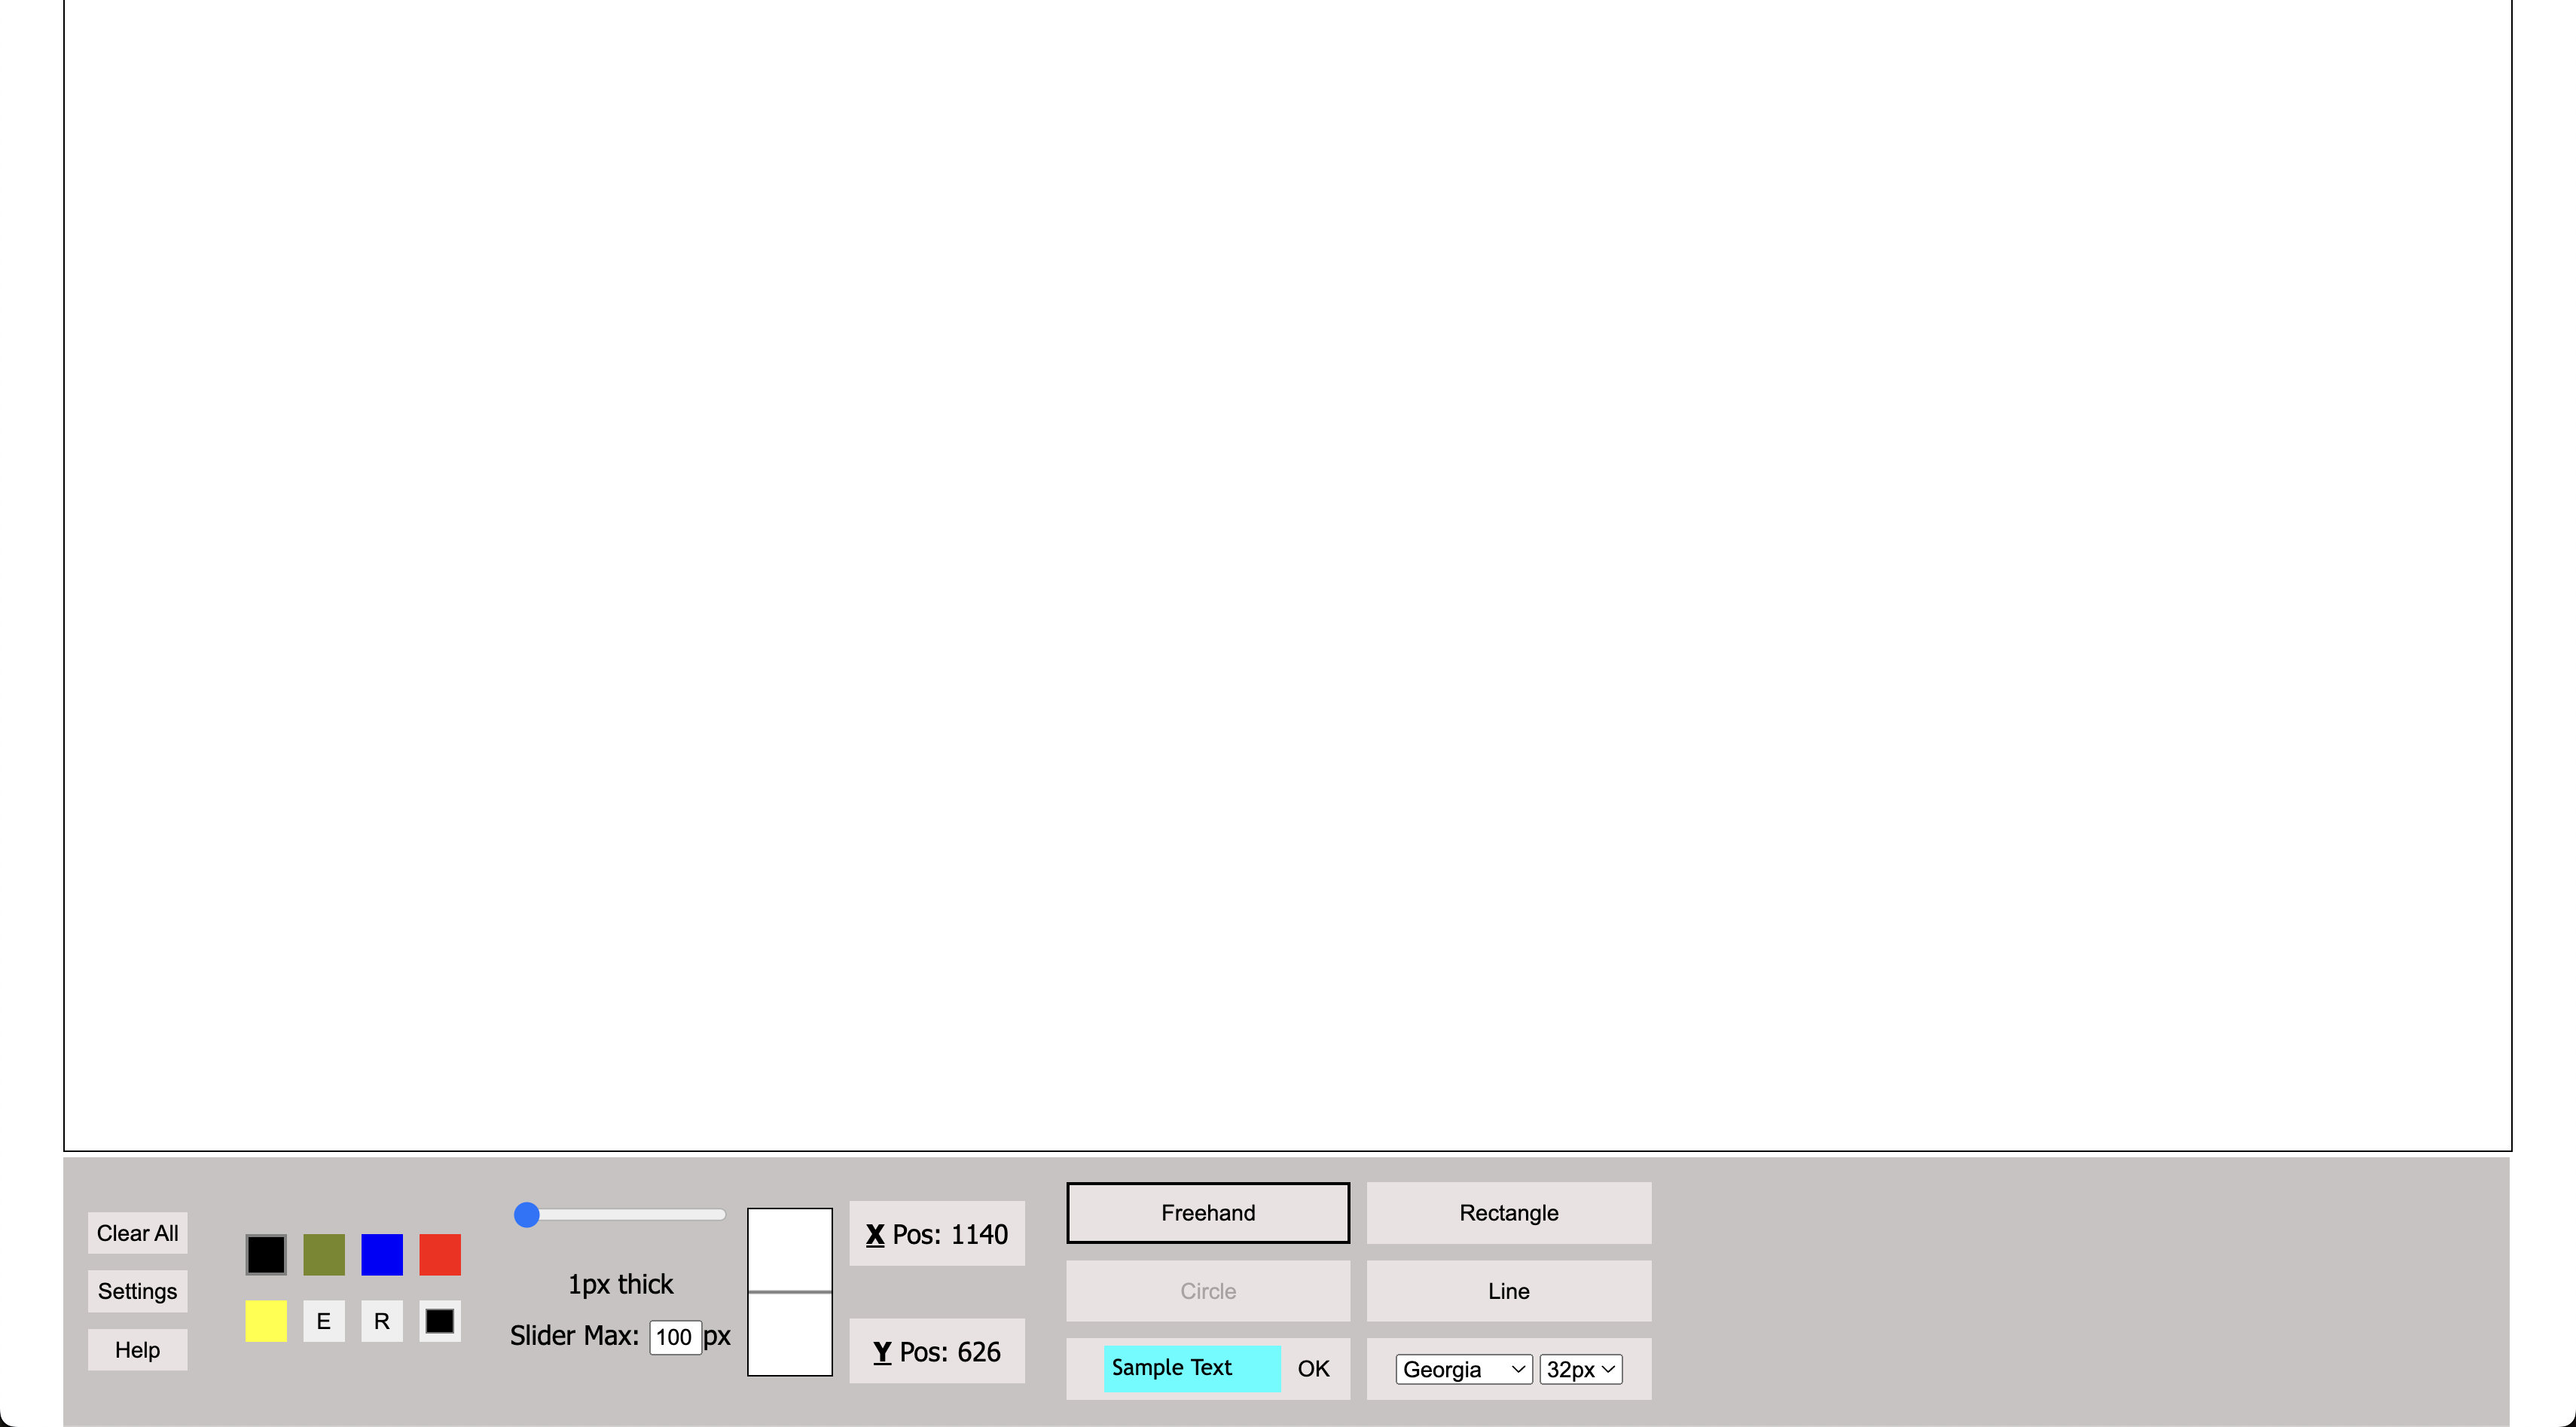 Clear All
Settings
Help
E
R
1px thick
Slider Max: 100 px
X Pos: 1140
Y Pos: 626
Freehand
Rectangle
Circle
Line
Sample Text
OK
Georgia
32px